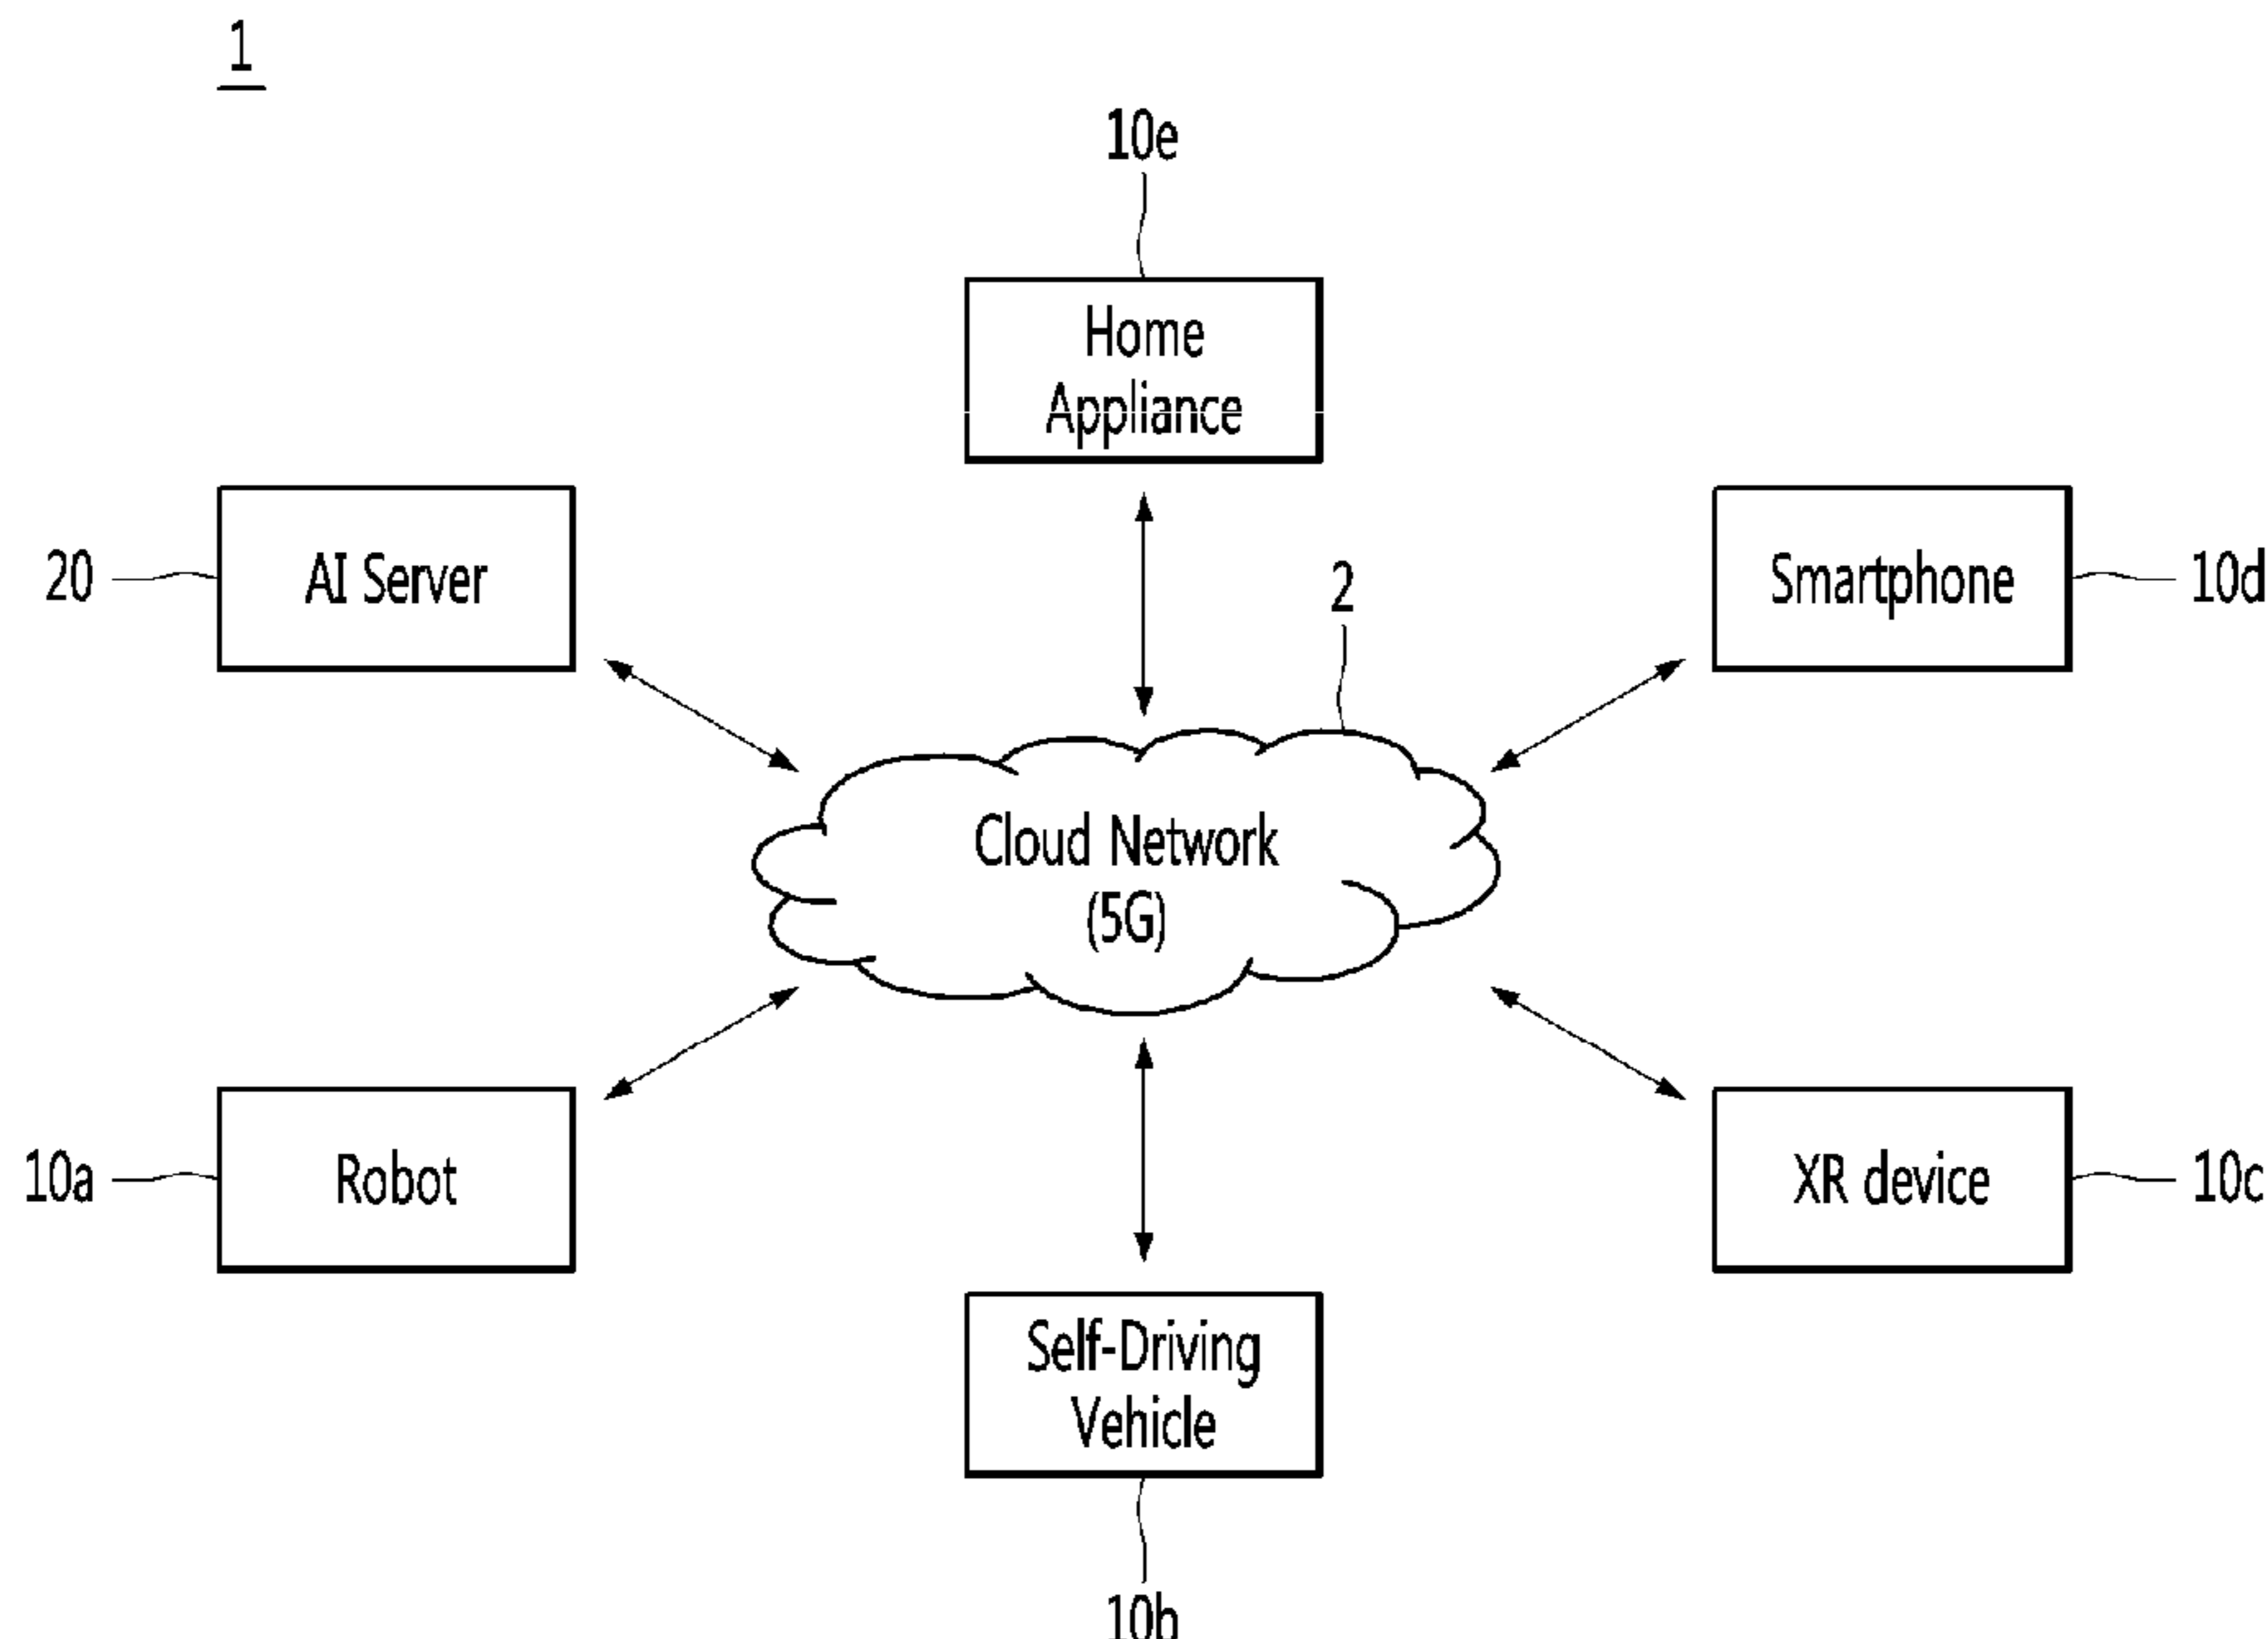 1
10e
Home
Appliance
20
AI Server
2
Smartphone
10d
Cloud Network
(5G)
10a
Robot
XR device
10c
Self-Driving
Vehicle
10b